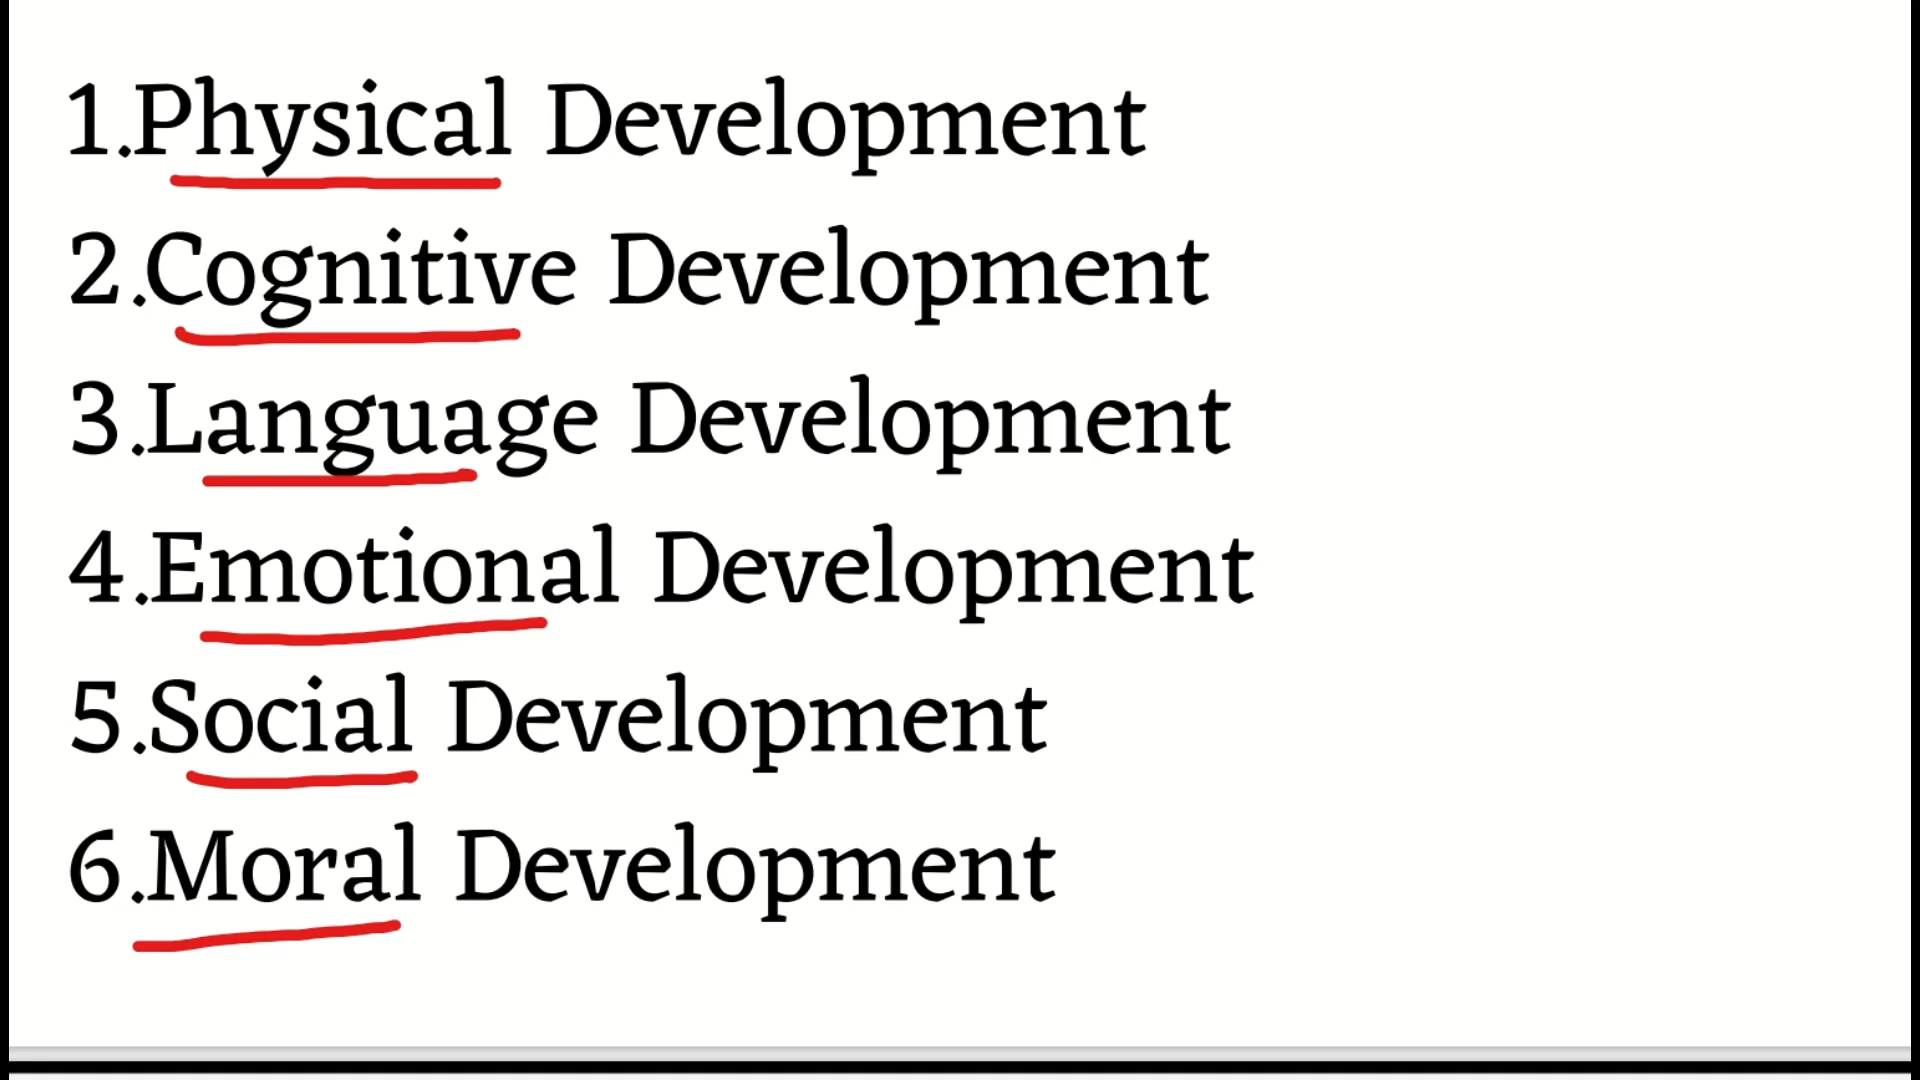 1.Physical Development
2.Cognitive Development
3.Language Development
4.Emotional Development
5.Social Development
6.Moral Development